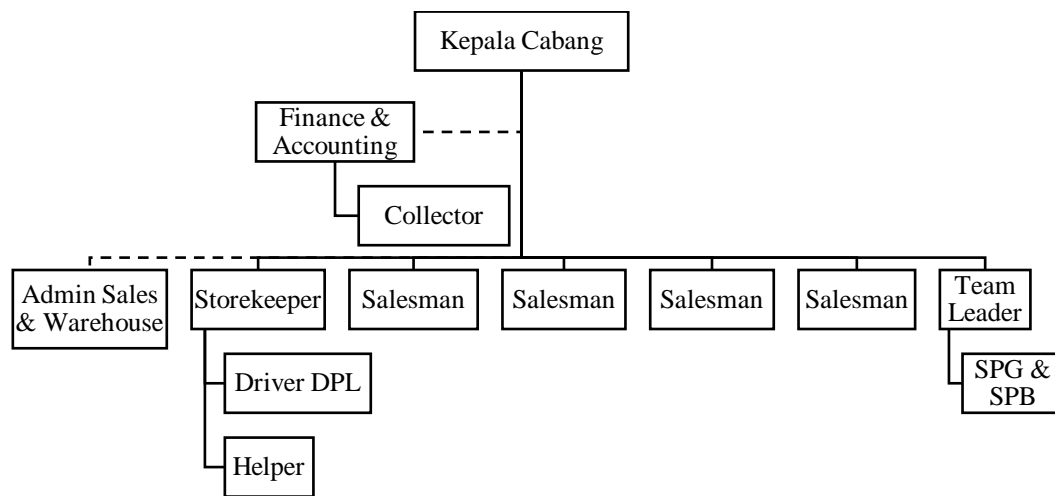 Kepala Cabang
Finance &
Accounting
Collector
Admin Sales
& Warehouse
Storekeeper
Salesman
Salesman
Salesman
Salesman
Team
Leader
Driver DPL
SPG &
SPB
Helper